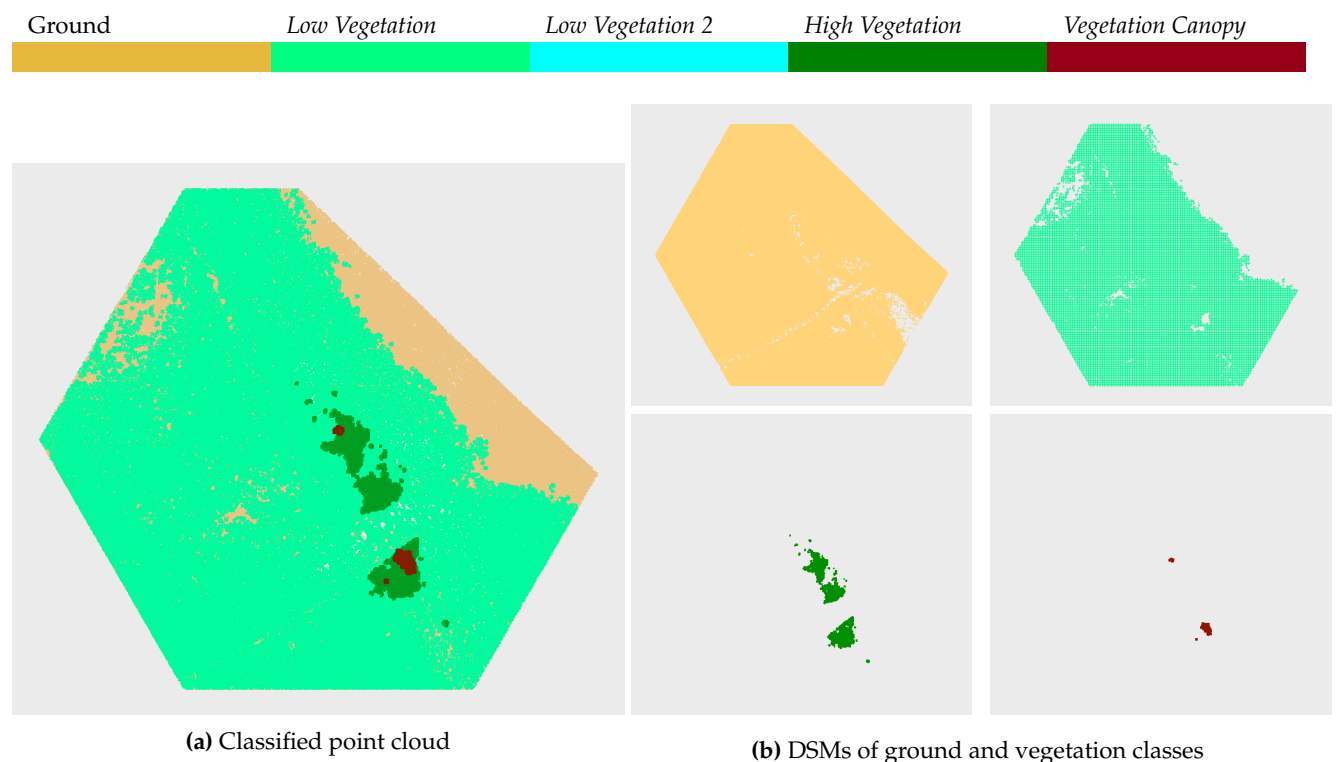 Ground Low Vegetation Low Vegetation 2 High Vegetation Vegetation Canopy
(a) Classified point cloud
(b) DSMs of ground and vegetation classes